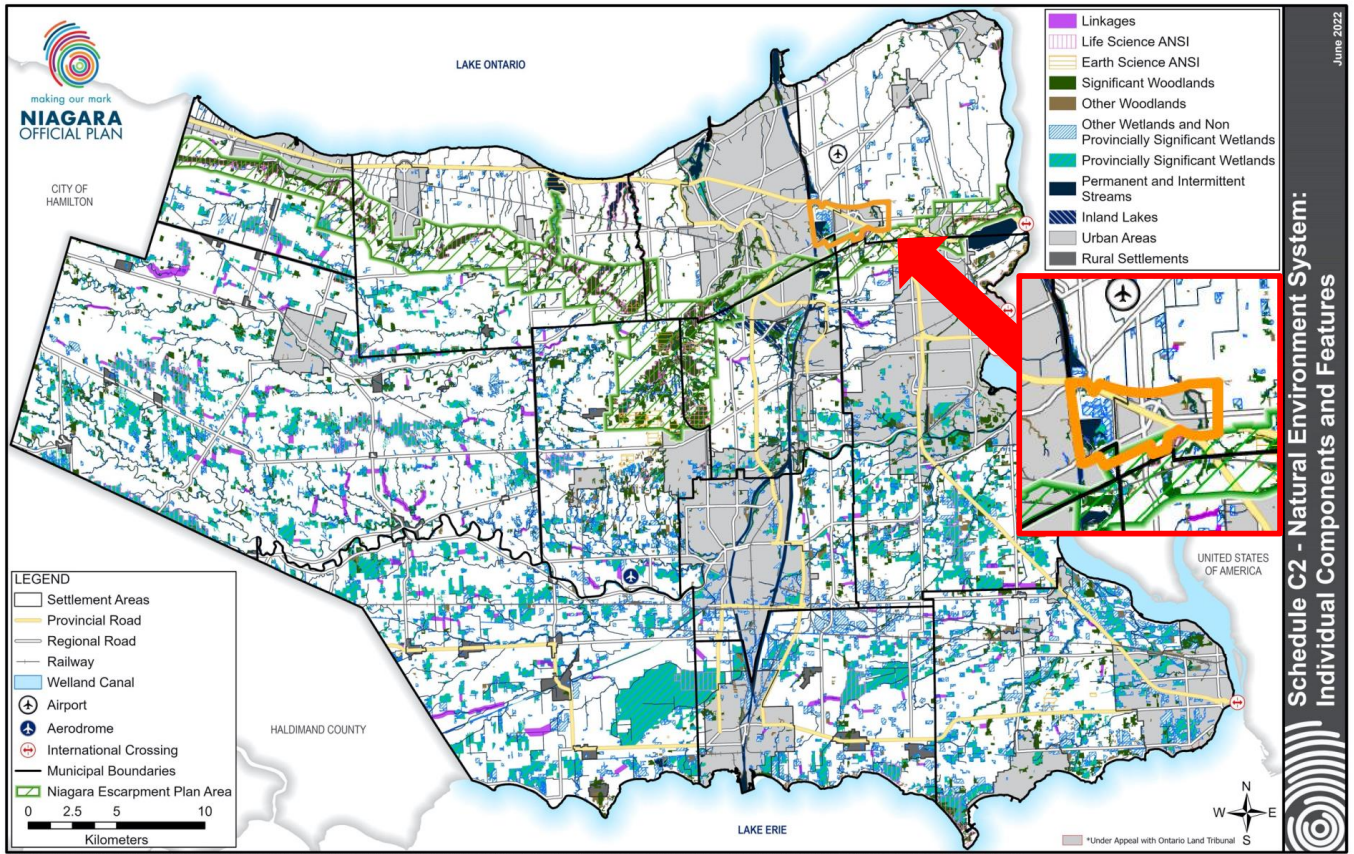 making our mark
NIAGARA
OFFICIAL PLAN
LAKE ONTARIO
CITY OF
HAMILTON
Linkages
Life Science ANSI
Earth Science ANSI
Significant Woodlands
Other Woodlands
Other Wetlands and Non
Provincially Significant Wetlands
Provincially Significant Wetlands
Permanent and Intermittent
Streams
Inland Lakes
Urban Areas
Rural Settlements
June 2022
Schedule C2 - Natural Environment System:
Individual Components and Features
UNITED STATES
OF AMERICA
LEGEND
Settlement Areas
Provincial Road
Regional Road
Railway
Welland Canal
Airport
Aerodrome
International Crossing
Municipal Boundaries
Niagara Escarpment Plan Area
0 2.5 5 10
Kilometers
HALDIMAND COUNTY
LAKE ERIE
N
W E
S
*Under Appeal with Ontario Land Tribunal